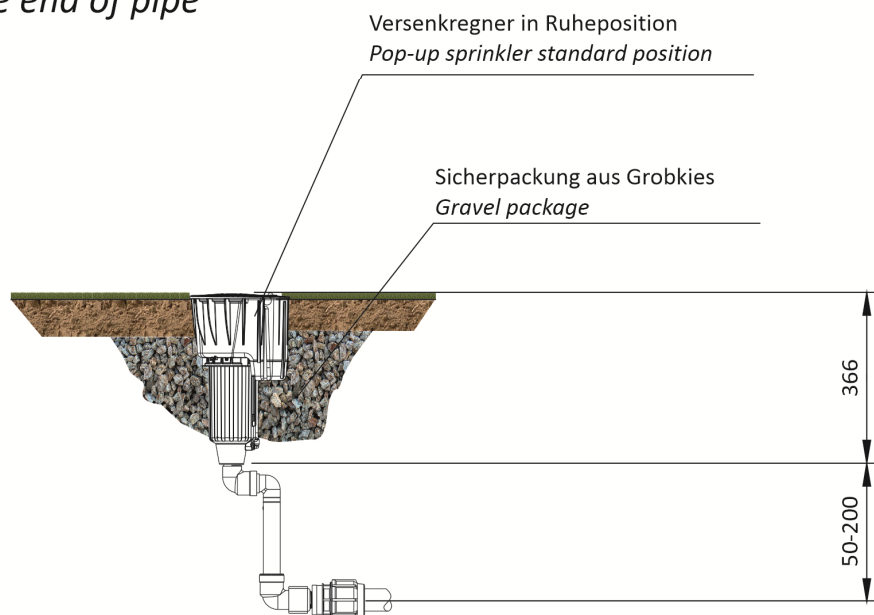 end of pipe
Versenkregner in Ruheposition
Pop-up sprinkler standard position
Sicherpackung aus Grobkies
Gravel package
366
50-200